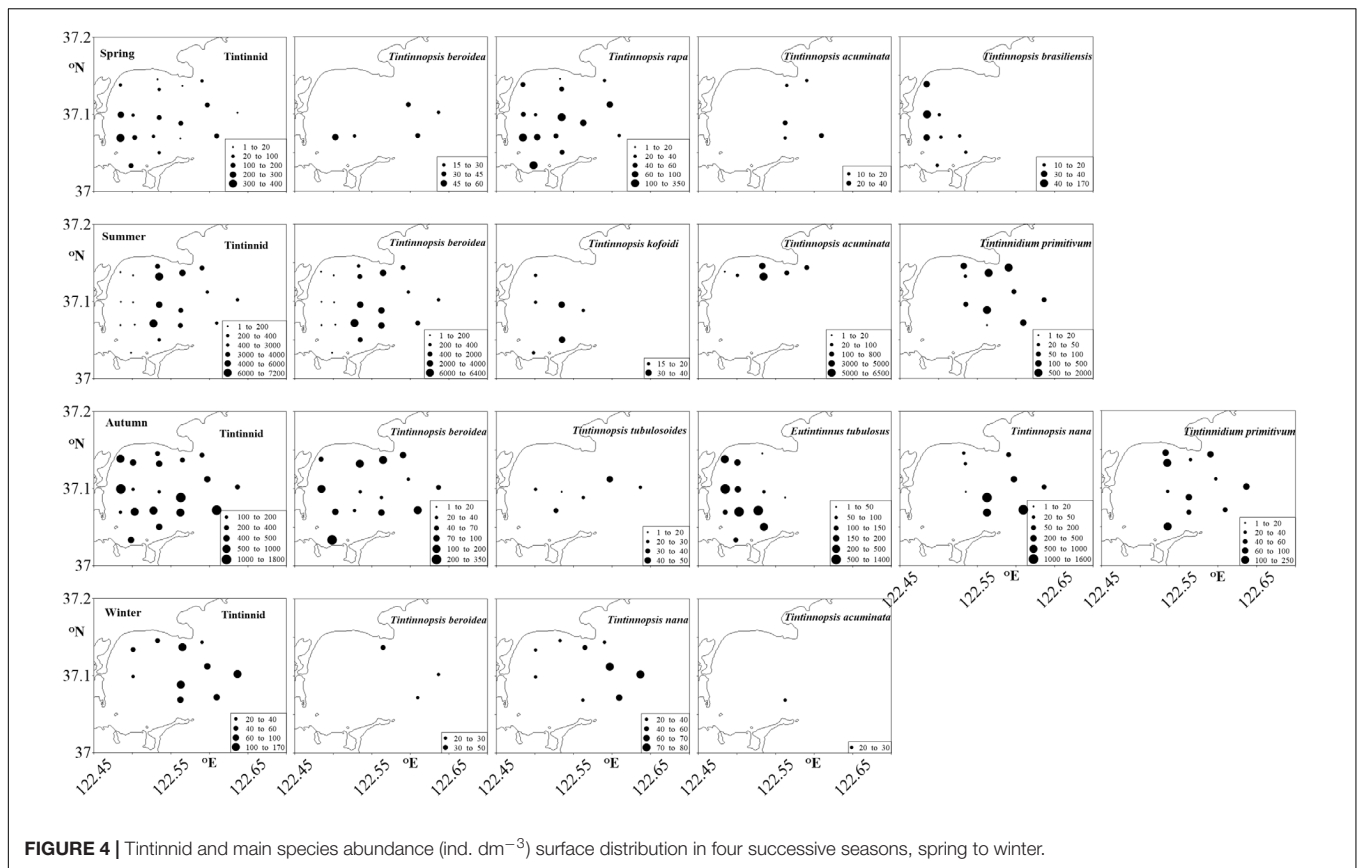 37.2
°N
37.1
37
Spring
Tintinnid
1 to 20
20 to 100
100 to 200
200 to 300
300 to 400
Tintinnopsis beroidea
15 to 30
30 to 45
45 to 60
Tintinnopsis rapa
1 to 20
20 to 40
40 to 60
60 to 100
100 to 350
Tintinnopsis acuminata
10 to 20
20 to 40
Tintinnopsis brasiliensis
10 to 20
30 to 40
40 to 170
37.2
°N
37.1
37
Summer
Tintinnid
1 to 200
200 to 400
400 to 3000
3000 to 4000
4000 to 6000
6000 to 7200
Tintinnopsis beroidea
1 to 200
200 to 400
400 to 2000
2000 to 4000
6000 to 6400
Tintinnopsis kofoidi
15 to 20
30 to 40
Tintinnopsis acuminata
1 to 20
20 to 100
100 to 800
3000 to 5000
5000 to 6500
Tintinnidium primitivum
1 to 20
20 to 50
50 to 100
100 to 500
500 to 2000
37.2
°N
37.1
37
Autumn
Tintinnid
100 to 200
200 to 400
400 to 500
500 to 1000
1000 to 1800
Tintinnopsis beroidea
1 to 20
20 to 40
40 to 70
70 to 100
100 to 200
200 to 350
Tintinnopsis tubulosoides
1 to 20
20 to 30
30 to 40
40 to 50
Eutintinnus tubulosus
1 to 50
50 to 100
100 to 150
150 to 200
200 to 500
500 to 1400
Tintinnopsis nana
1 to 20
20 to 50
50 to 200
200 to 500
500 to 1000
1000 to 1600
122.45
122.55
°E
122.65
Tintinnidium primitivum
1 to 20
20 to 40
40 to 60
60 to 100
100 to 250
122.45
122.55
°E
122.65
37.2
°N
37.1
37
Winter
Tintinnid
20 to 40
40 to 60
60 to 100
100 to 170
122.45
122.55
°E
122.65
Tintinnopsis beroidea
20 to 30
30 to 50
122.45
122.55
°E
122.65
Tintinnopsis nana
20 to 40
40 to 60
60 to 70
70 to 80
122.45
122.55
°E
122.65
Tintinnopsis acuminata
20 to 30
122.45
122.55
°E
122.65
FIGURE 4 | Tintinnid and main species abundance (ind. dm−3) surface distribution in four successive seasons, spring to winter.